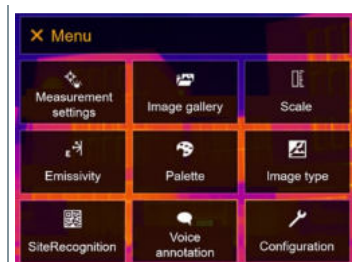 × Menu
Measurement
settings
Image gallery
Scale
Emissivity
Palette
Image type
SiteRecognition
Voice
annotation
Configuration